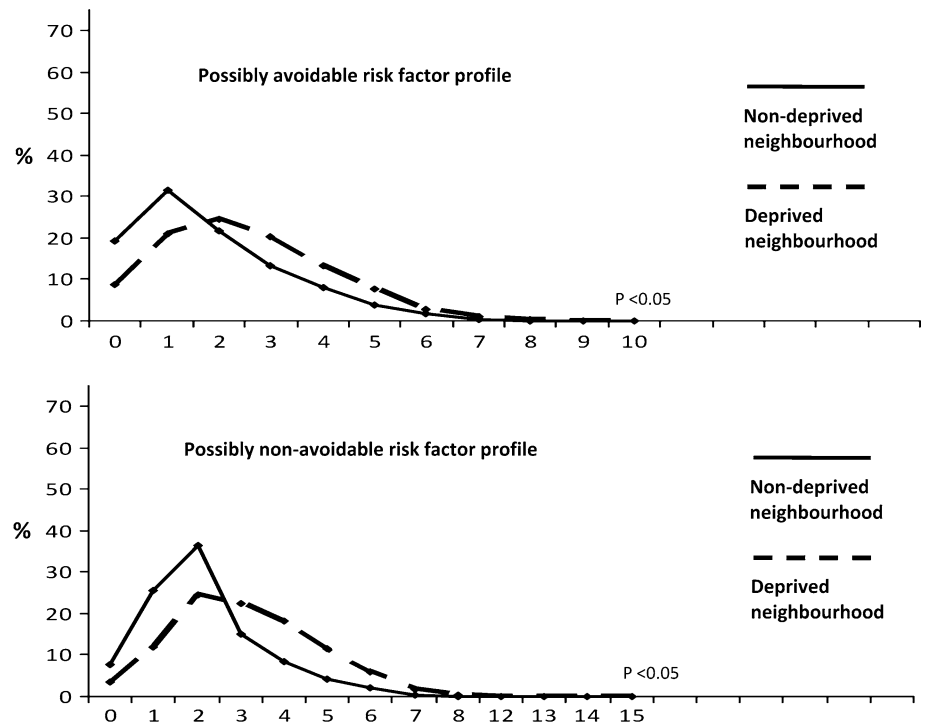 70
Possibly avoidable risk factor profile
60
Non-deprived
neighbourhood
50
% 40
30
Deprived
neighbourhood
20
10
P <0.05
0
0 1 2 3 4 5 6 7 8 9 10
70
Possibly non-avoidable risk factor profile
60
Non-deprived
neighbourhood
50
% 40
30
Deprived
neighbourhood
20
10
P <0.05
0
0 1 2 3 4 5 6 7 8 12 13 14 15